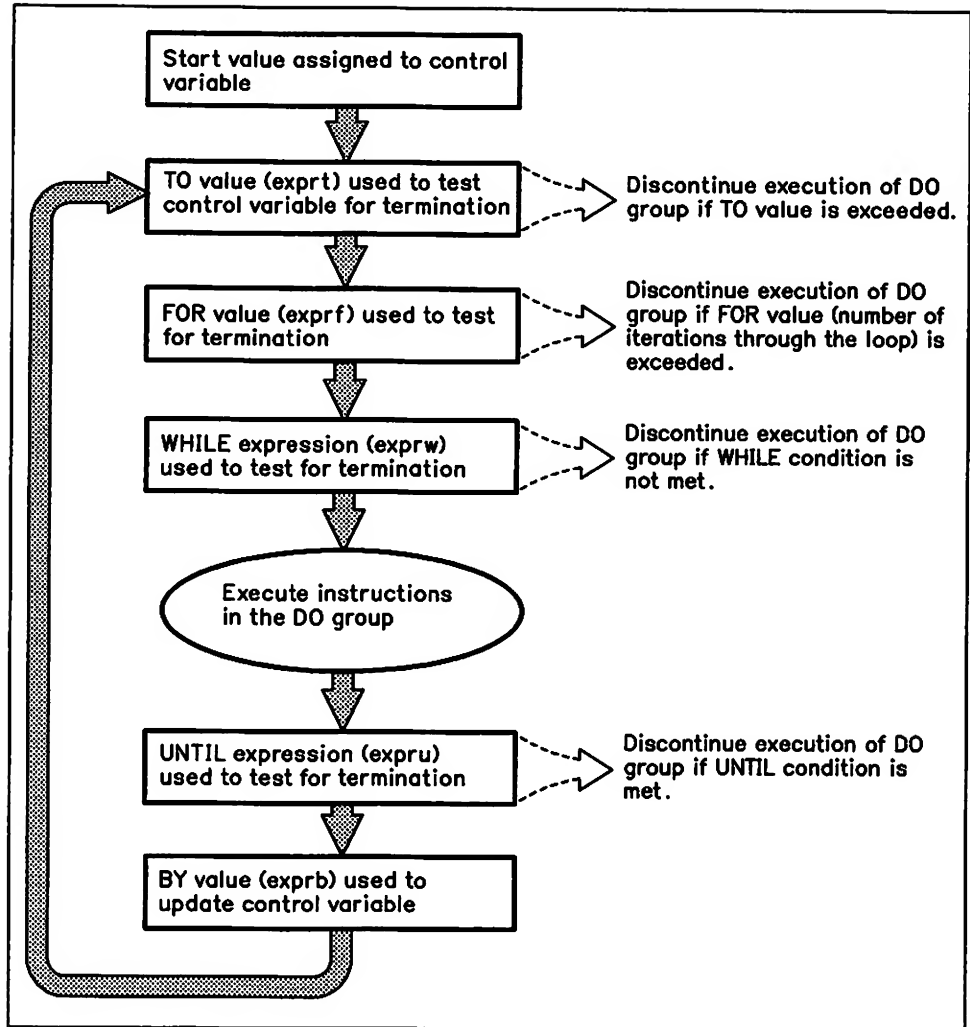 Start value assigned to control
variable
TO value (exprt) used to test
control variable for termination
Discontinue execution of DO
group if TO value is exceeded.
FOR value (exprf) used to test
for termination
Discontinue execution of DO
group if FOR value (number of
iterations through the loop) is
exceeded.
WHILE expression (exprw)
used to test for termination
Discontinue execution of DO
group if WHILE condition is
not met.
Execute instructions
in the DO group
UNTIL expression (expru)
used to test for termination
Discontinue execution of DO
group if UNTIL condition is
met.
BY value (exprb) used to
update control variable